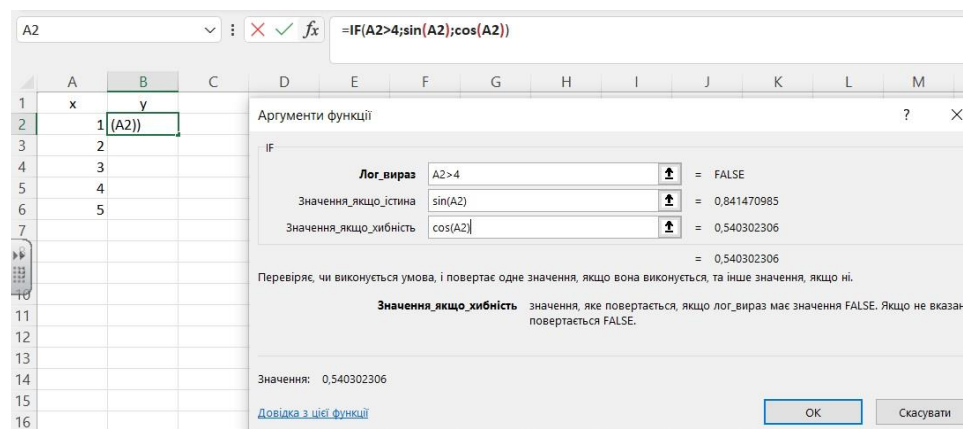 A2 fx =IF(A2>4;sin(A2);cos(A2))
A B C D E F G H I J K L M
1 x y
2 1 (A2))
3 2
4 3
5 4
6 5
7
10
11
12
13
14
15
16
Аргументи функції ? ×
IF
Лог_вираз A2>4 = FALSE
Значення_якщо_істина sin(A2) = 0,841470985
Значення_якщо_хибність cos(A2) = 0,540302306
= 0,540302306
Перевіряє, чи виконується умова, і повертає одне значення, якщо вона виконується, та інше значення, якщо ні.
Значення_якщо_хибність значення, яке повертається, якщо лог_вираз має значення FALSE. Якщо не вказан
повертається FALSE.
Значення: 0,540302306
Довідка з цієї функції OK Скасувати